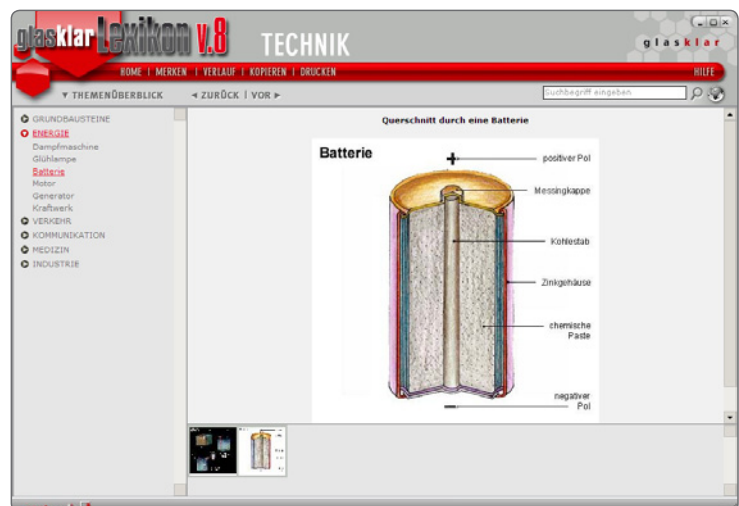 glasklar Lexikon v.8
TECHNIK
glasklar
HOME | MERKEN | VERLAUF | KOPIEREN | DRUCKEN
HILFE
THEMENÜBERBLICK
ZURÜCK | VOR
Suchbegriff eingeben
GRUNDBAUSTEINE
ENERGIE
Dampfmaschine
Glühlampe
Batterie
Motor
Generator
Kraftwerk
VERKEHR
KOMMUNIKATION
MEDIZIN
INDUSTRIE
Querschnitt durch eine Batterie
Batterie
+
positiver Pol
Messingkappe
Kohlestab
Zinkgehäuse
chemische
Paste
negativer
Pol